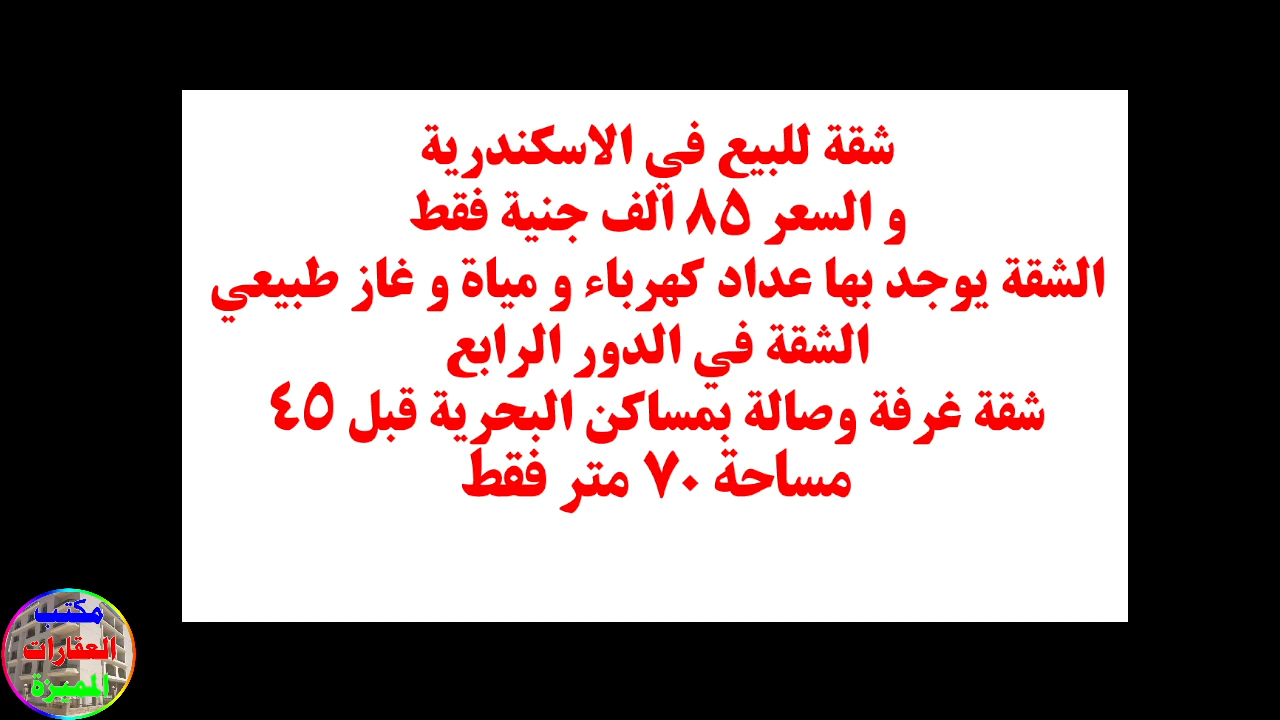 شقة للبيع في الاسكندرية
و السعر ٨٥ الف جنية فقط
الشقة يوجد بها عداد كهرباء و مياة و غاز طبيعي
الشقة في الدور الرابع
شقة غرفة وصالة بمساكن البحرية قبل ٤٥
مساحة ٧٠ متر فقط
مكتب
العقارات
المميزة